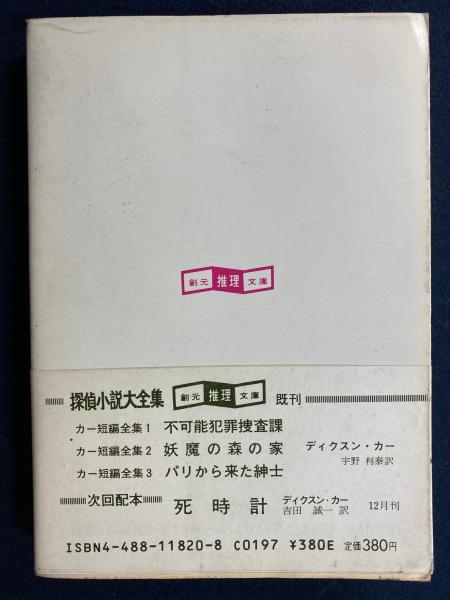 創元 推理 文庫
探偵小説大全集 創元 推理 文庫 既刊
カー短編全集1 不可能犯罪捜査課
カー短編全集2 妖魔の森の家 ディクスン・カー
宇野 利泰訳
カー短編全集3 パリから来た紳士
次回配本 死時計 ディクスン・カー
吉田 誠一 訳 12月刊
ISBN4-488-11820-8 C0197 ¥380E 定価380円